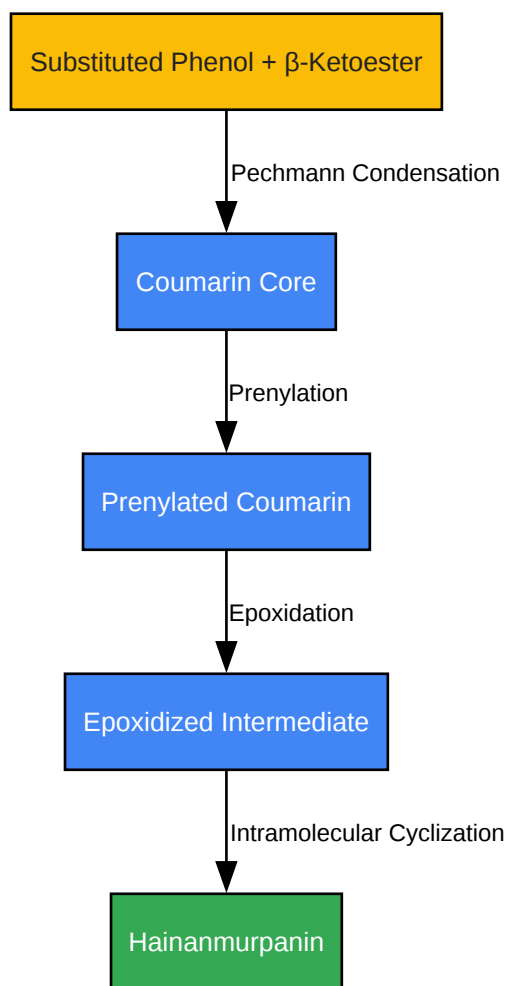 Substituted Phenol + β-Ketoester
Pechmann Condensation
Coumarin Core
Prenylation
Prenylated Coumarin
Epoxidation
Epoxidized Intermediate
Intramolecular Cyclization
Hainanmurpanin